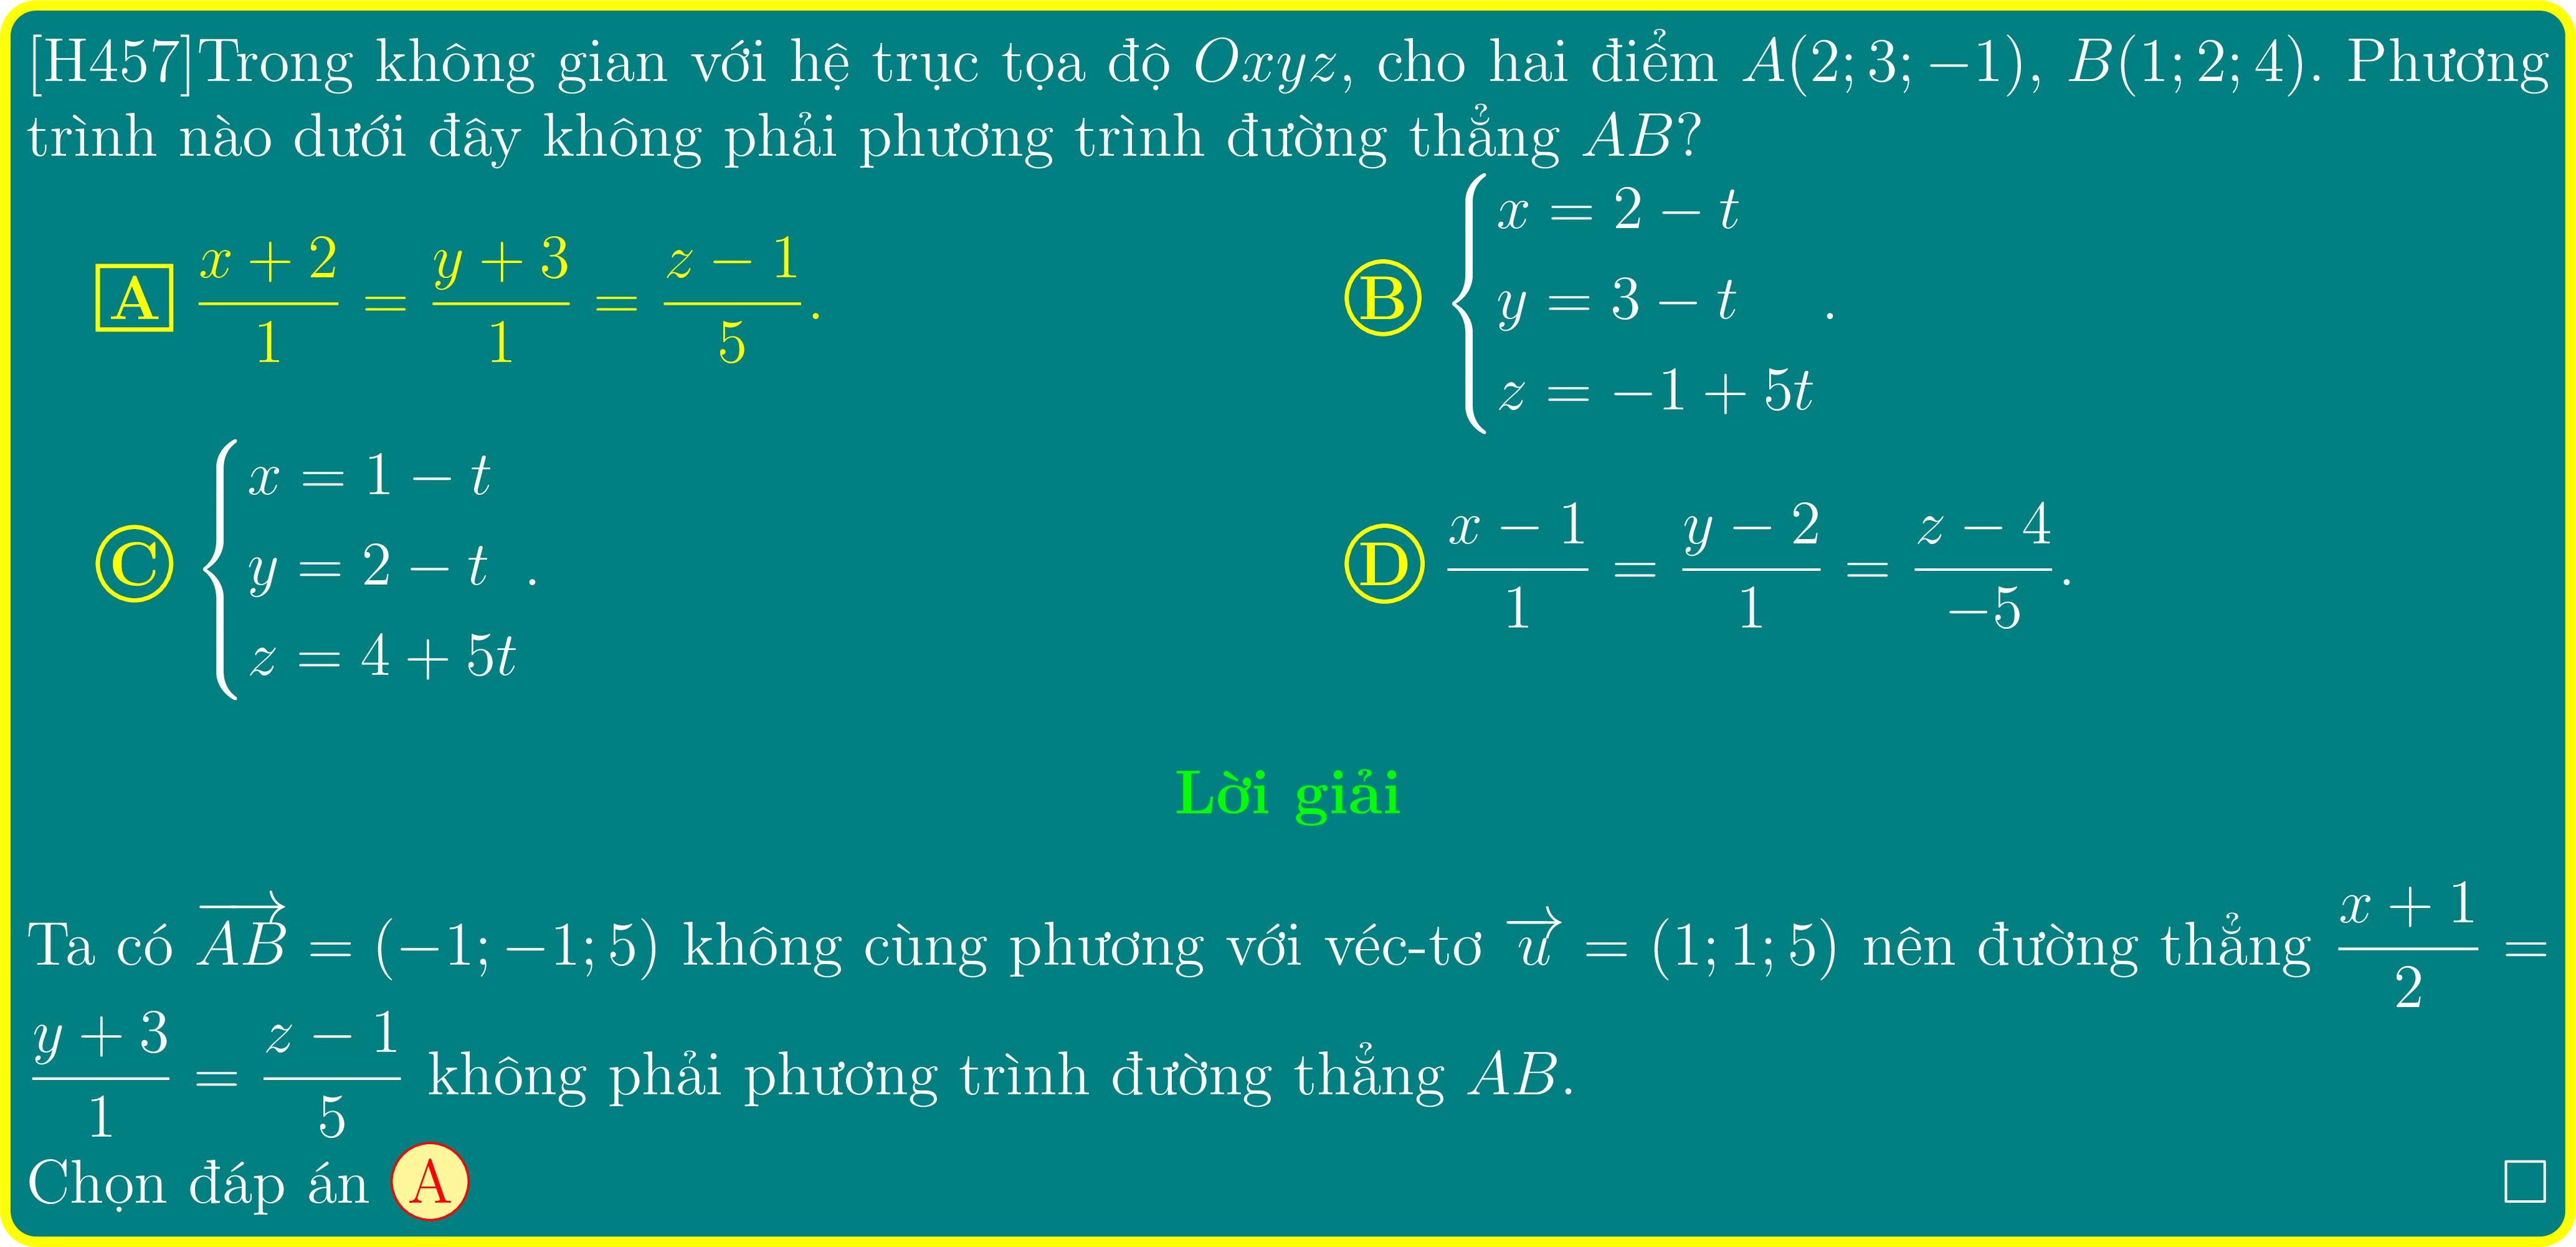 [H457]Trong không gian với hệ trục tọa độ Oxyz, cho hai điểm A(2; 3; −1), B(1; 2; 4). Phương
trình nào dưới đây không phải phương trình đường thẳng AB?
A $\frac{x+2}{1} = \frac{y+3}{1} = \frac{z-1}{5}$.
B $\begin{cases} x = 2 - t \\ y = 3 - t \\ z = -1 + 5t \end{cases}$.
C $\begin{cases} x = 1 - t \\ y = 2 - t \\ z = 4 + 5t \end{cases}$.
D $\frac{x-1}{1} = \frac{y-2}{1} = \frac{z-4}{-5}$.
Lời giải
Ta có $\overrightarrow{AB} = (-1; -1; 5)$ không cùng phương với véc-tơ $\overrightarrow{u} = (1; 1; 5)$ nên đường thẳng $\frac{x+1}{2} =$
$\frac{y+3}{1} = \frac{z-1}{5}$ không phải phương trình đường thẳng AB.
Chọn đáp án A □